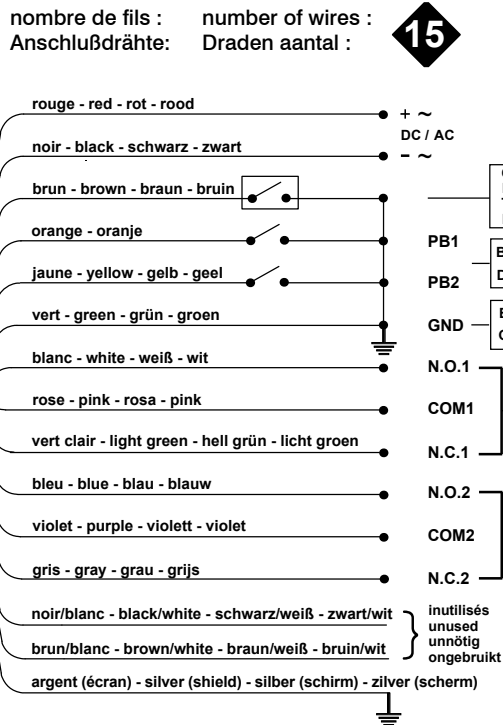 nombre de fils : number of wires :
Anschlußdrähte: Draden aantal :
15
rouge - red - rot - rood
+ ~
DC / AC
noir - black - schwarz - zwart
- ~
brun - brown - braun - bruin
orange - oranje
PB1
jaune - yellow - gelb - geel
PB2
vert - green - grün - groen
GND
blanc - white - weiß - wit
N.O.1
rose - pink - rosa - pink
COM1
vert clair - light green - hell grün - licht groen
N.C.1
bleu - blue - blau - blauw
N.O.2
violet - purple - violett - violet
COM2
gris - gray - grau - grijs
N.C.2
noir/blanc - black/white - schwarz/weiß - zwart/wit
brun/blanc - brown/white - braun/weiß - bruin/wit
inutilisés
unused
unnötig
ongebruikt
argent (écran) - silver (shield) - silber (schirm) - zilver (scherm)